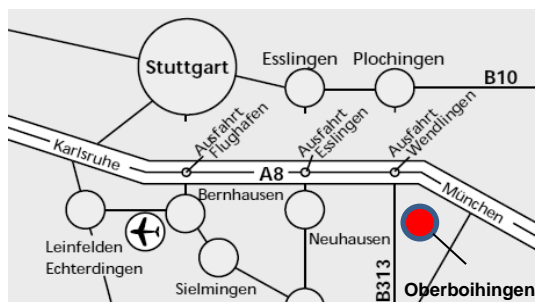 Esslingen
Plochingen
Stuttgart
B10
Ausfahrt
Flughafen
Ausfahrt
Esslingen
Ausfahrt
Wendlingen
Karlsruhe
A8
München
Bernhausen
Leinfelden
Echterdingen
Neuhausen
Sielmingen
B313
Oberboihingen